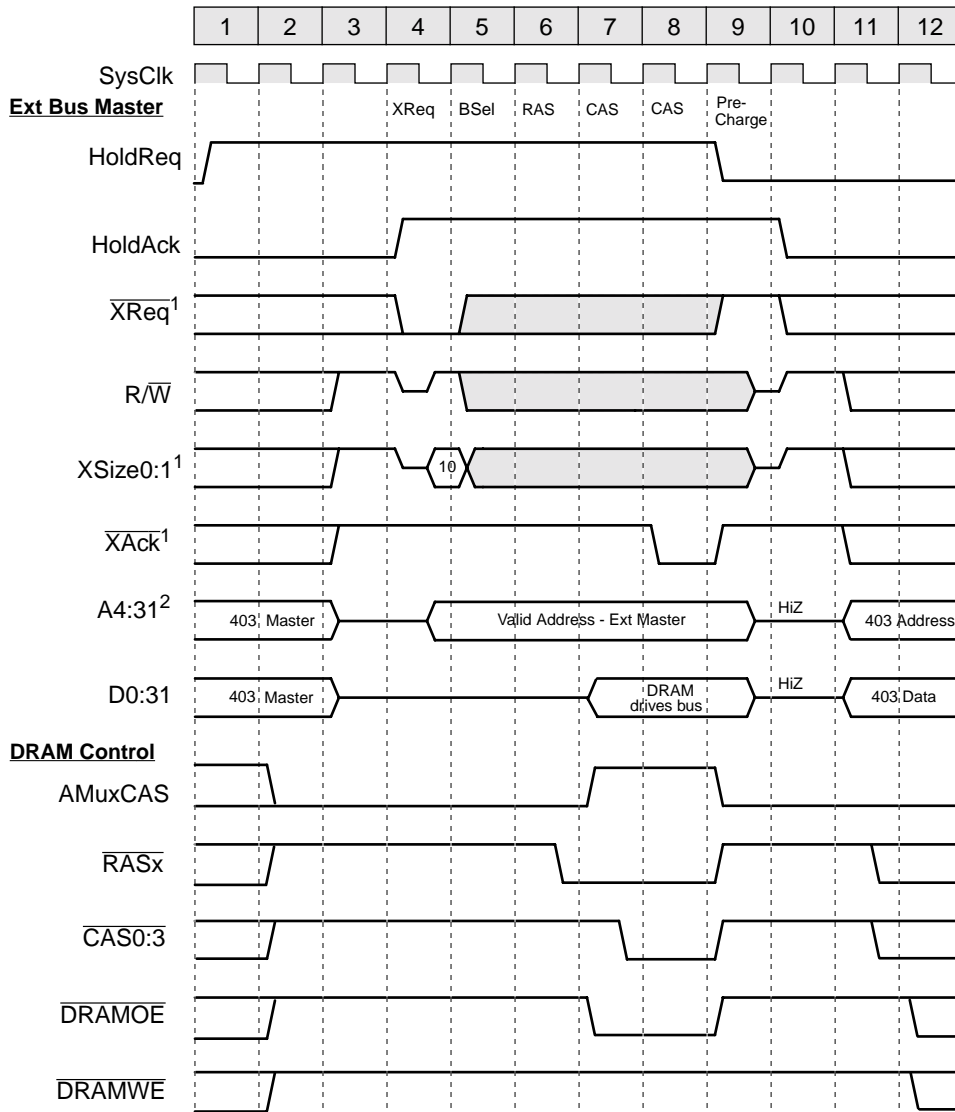 1 2 3 4 5 6 7 8 9 10 11 12
SysClk
Ext Bus Master
XReq BSel RAS CAS CAS Pre-
Charge
HoldReq
HoldAck
XReq1
R/W
XSize0:11
10
XAck1
A4:312
403 Master
Valid Address - Ext Master
HiZ
403 Address
D0:31
403 Master
DRAM
drives bus
HiZ
403 Data
DRAM Control
AMuxCAS
RASx
CAS0:3
DRAMOE
DRAMWE